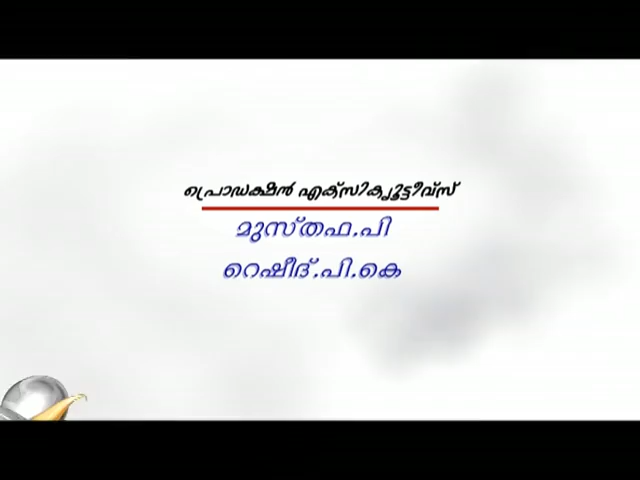 പ്രൊഡക്ഷൻ എക്സിക്യൂട്ടീവ്സ്
മുസ്തഫ.പി
റെഷീദ്.പി.കെ